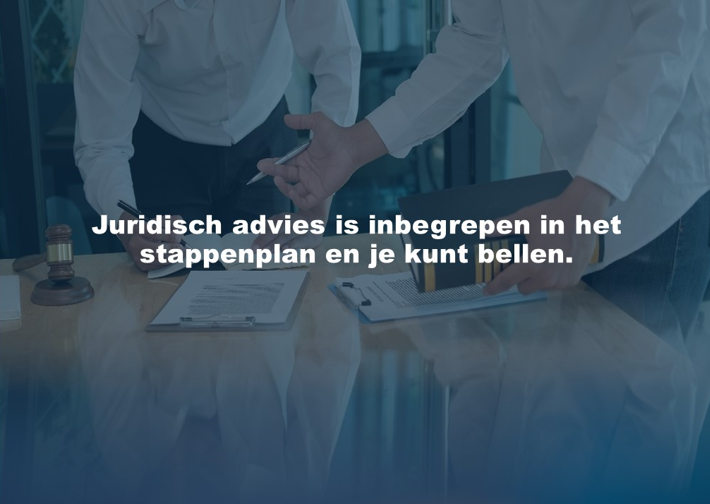 Juridisch advies is inbegrepen in het
stappenplan en je kunt bellen.